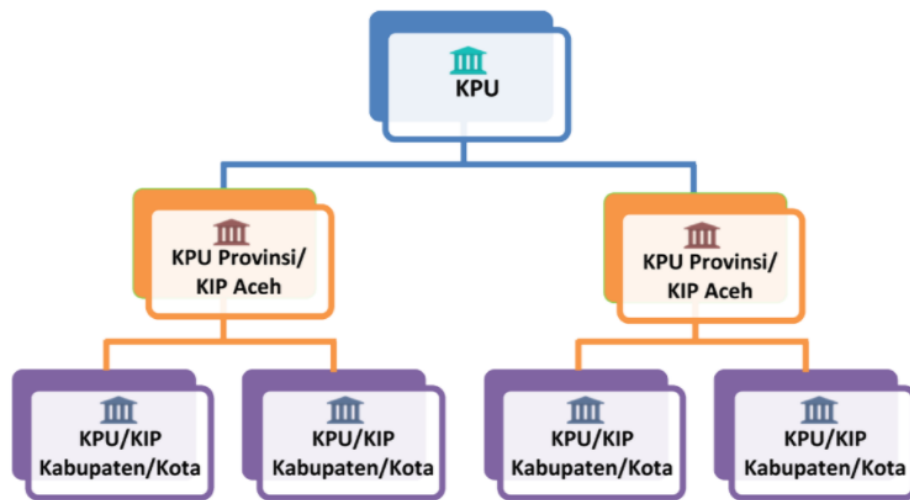 KPU
KPU Provinsi/
KIP Aceh
KPU Provinsi/
KIP Aceh
KPU/KIP
Kabupaten/Kota
KPU/KIP
Kabupaten/Kota
KPU/KIP
Kabupaten/Kota
KPU/KIP
Kabupaten/Kota